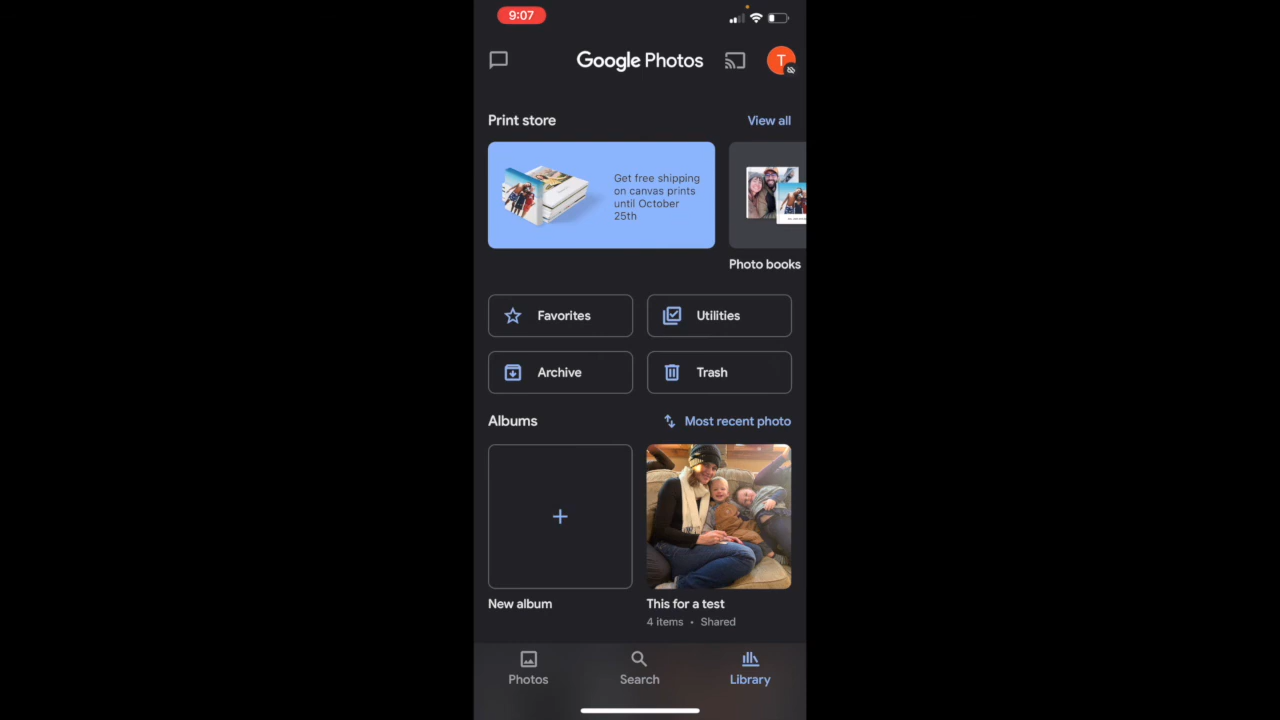 9:07
Google Photos
T
Print store
View all
Get free shipping
on canvas prints
until October
25th
Photo books
Favorites
Utilities
Archive
Trash
Albums
Most recent photo
New album
This for a test
4 items • Shared
Photos
Search
Library